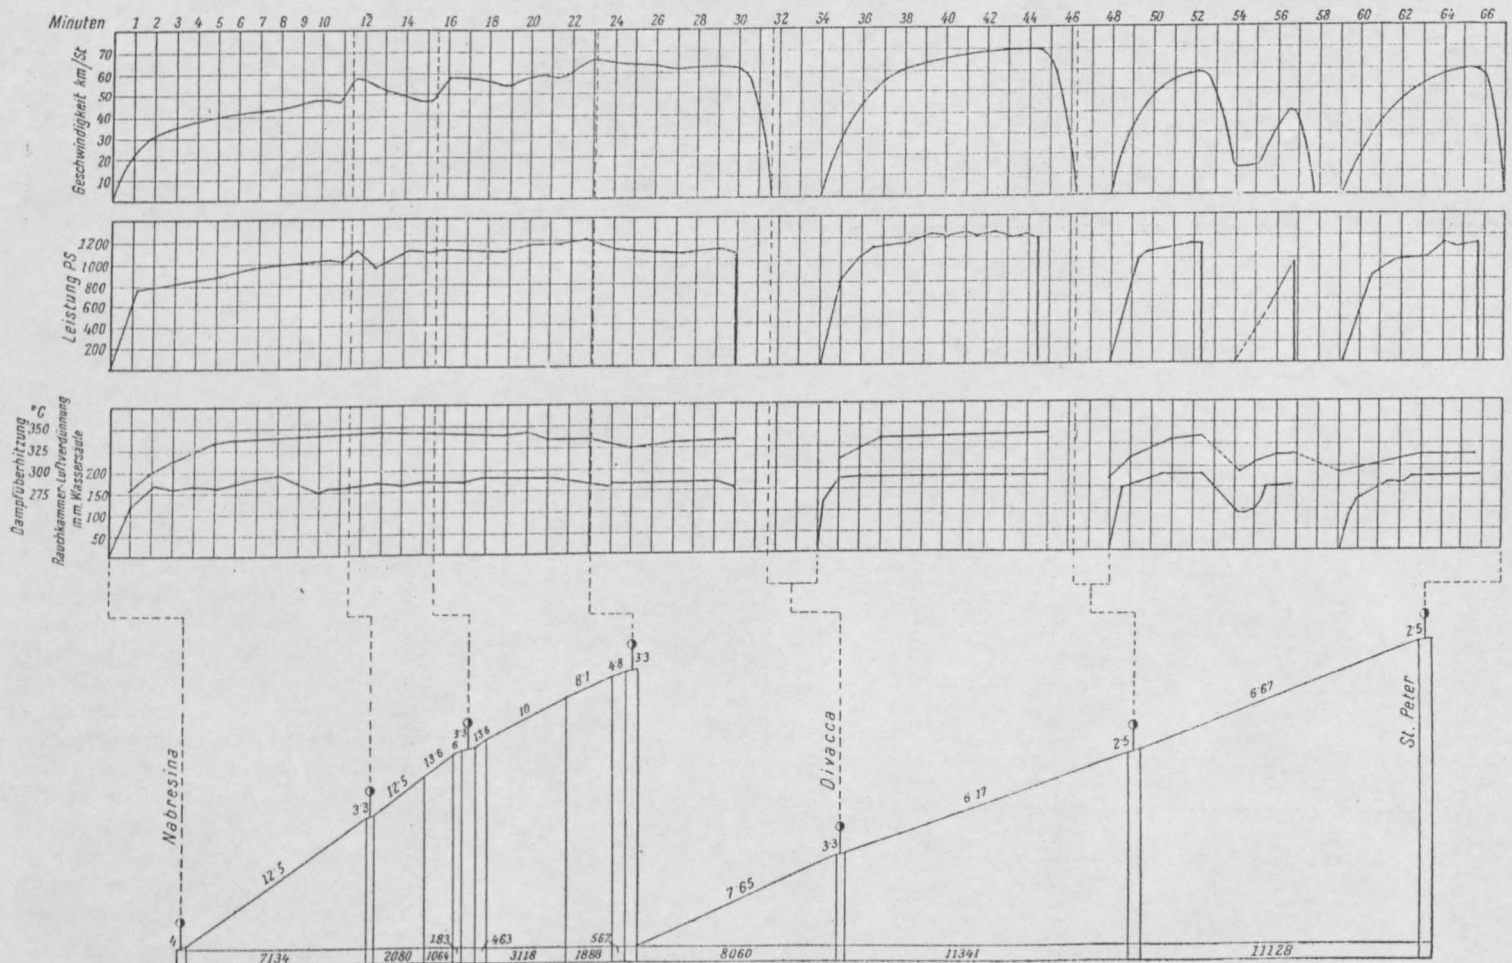 Minuten 1 2 3 4 5 6 7 8 10 12 14 16 18 20 22 24 26 28 30 32 34 36 38 40 42 44 46 48 50 52 54 56 58 60 62 64 66
Geschwindigkeit km/St
70
60
50
40
30
20
10
Leistung PS
1200
1000
800
600
400
200
Dampfüberhitzung
°C
350
325
300
275
Rauchkammer-Luftverdünnung
mm. Wassersäule
200
150
100
50
Nabresina
Divacca
St. Peter
4 12·5 3·3 12·5 13·6 6 3·3 13·6 10 8·1 4·8 3·3
7·65 3·3 6·17 2·5 6·67 2·5
7134 2080 1064 183 463 3118 1888 567 8060 11341 11128